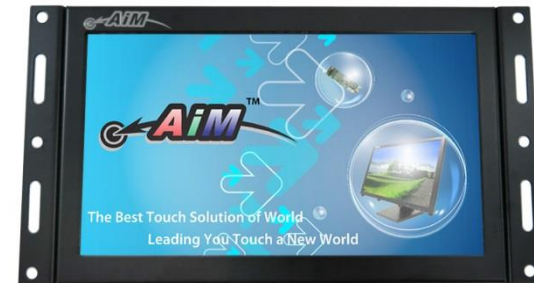 AiM
AiM™
The Best Touch Solution of World
Leading You Touch a New World